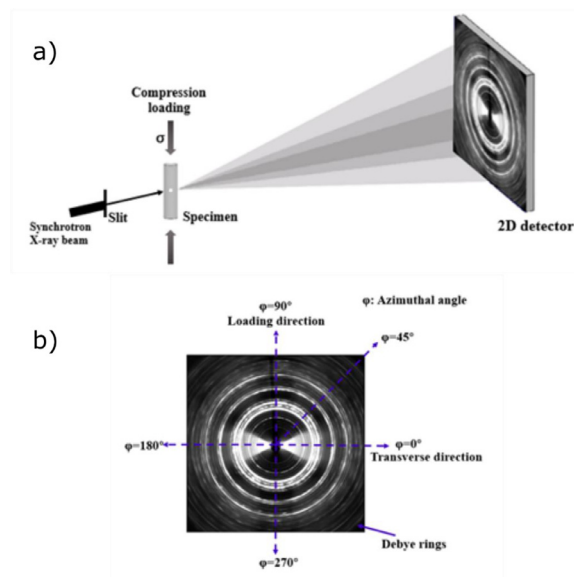 a)
Compression
loading
σ
Synchrotron
X-ray beam
Slit
Specimen
2D detector
b)
φ=90°
Loading direction
φ: Azimuthal angle
φ=45°
φ=180°
φ=0°
Transverse direction
φ=270°
Debye rings